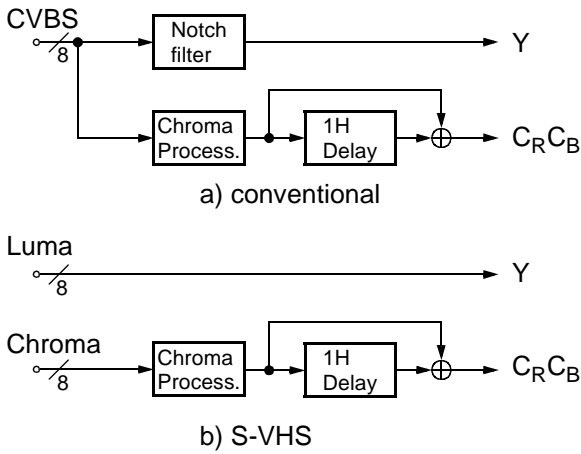 CVBS
8
Notch
filter
Y
Chroma
Process.
1H
Delay
CRCB
a) conventional
Luma
8
Y
Chroma
8
Chroma
Process.
1H
Delay
CRCB
b) S-VHS